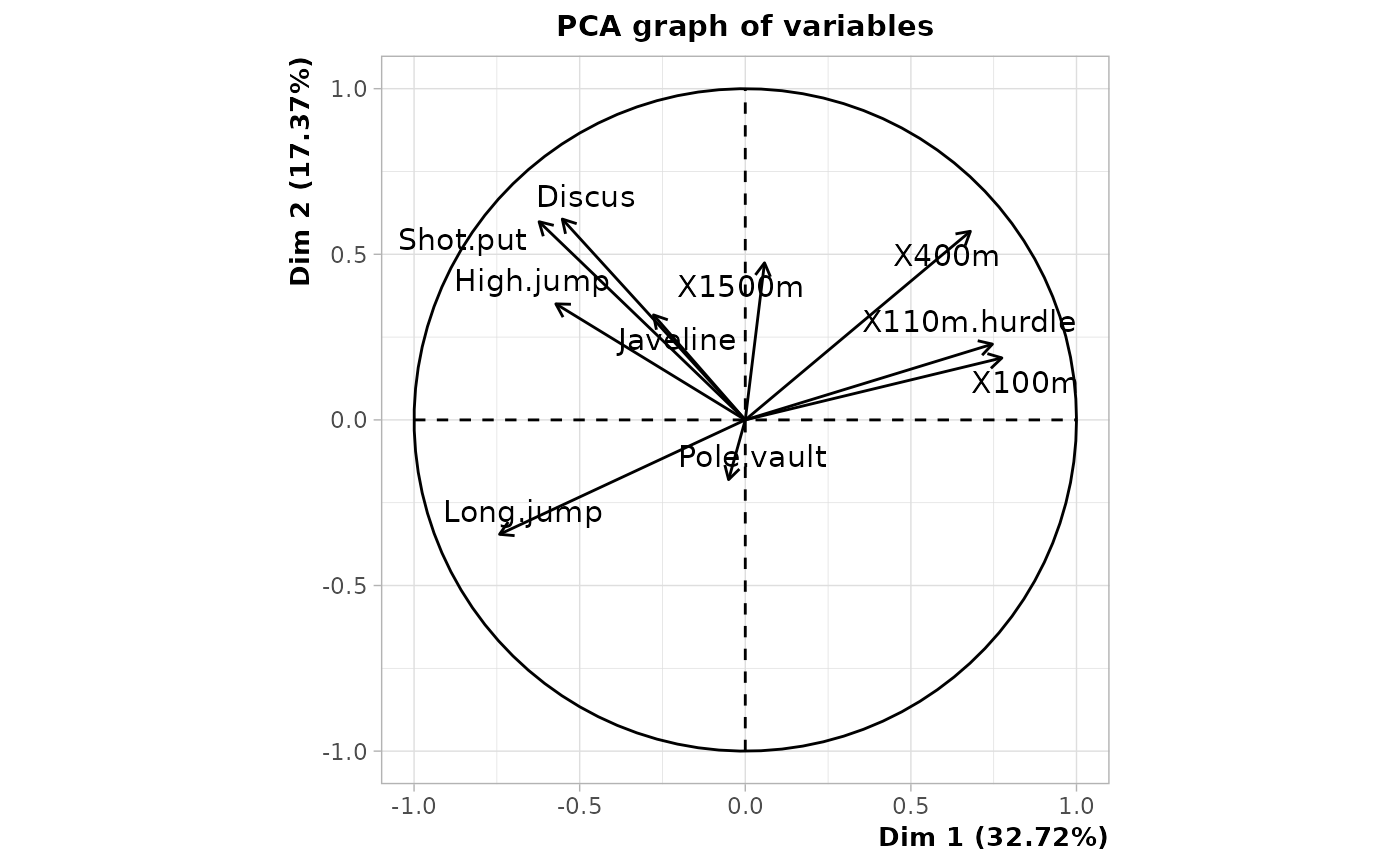 PCA graph of variables
Dim 2 (17.37%)
1.0
0.5
0.0
-0.5
-1.0
Discus
Shot.put
High.jump
X1500m
X400m
Javeline
X110m.hurdle
X100m
Pole.vault
Long.jump
-1.0 -0.5 0.0 0.5 1.0
Dim 1 (32.72%)